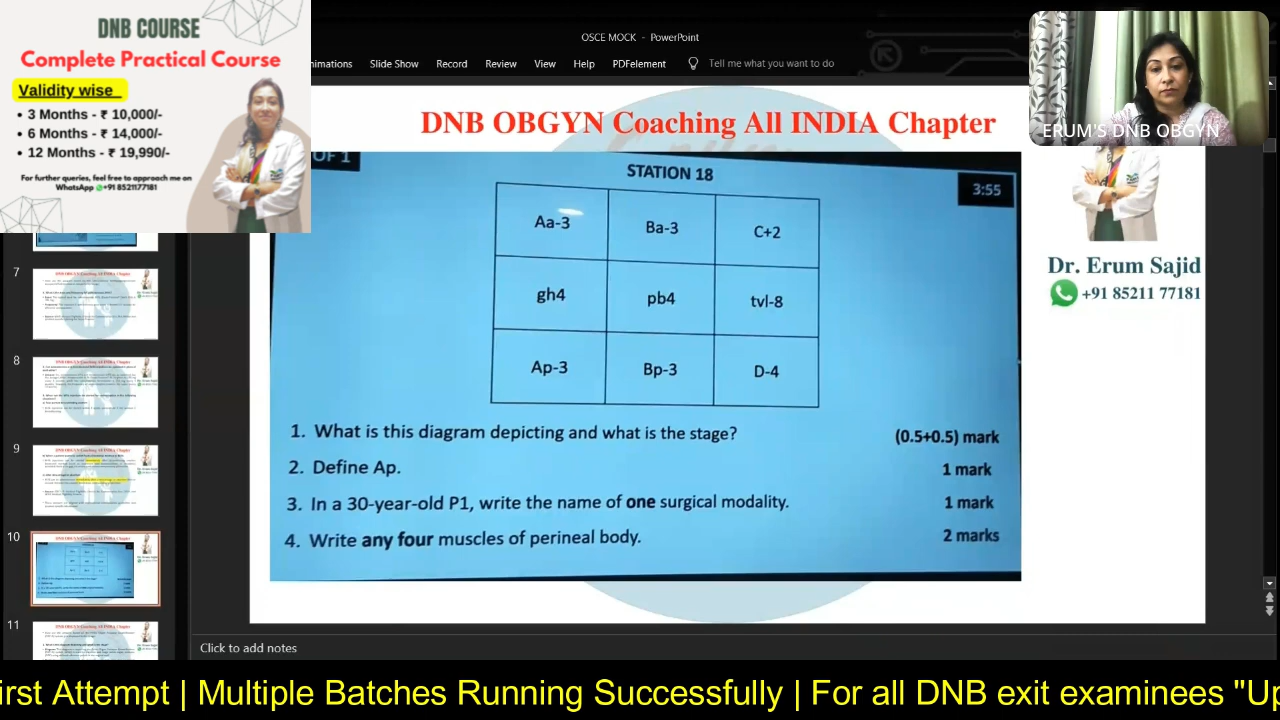 DNB COURSE
Complete Practical Course
Validity wise
• 3 Months - ₹ 10,000/-
• 6 Months - ₹ 14,000/-
• 12 Months - ₹ 19,990/-
For further queries, feel free to approach me on
WhatsApp +91 8521177181
OSCE MOCK - PowerPoint
nimations Slide Show Record Review View Help PDFelement Tell me what you want to do
ERUM'S DNB OBGYN
DNB OBGYN Coaching All INDIA Chapter
OF 1
STATION 18
3:55
Aa-3 Ba-3 C+2
gh4 pb4 tvl-8
Ap-3 Bp-3 D-4
1. What is this diagram depicting and what is the stage? (0.5+0.5) mark
2. Define Ap. 1 mark
3. In a 30-year-old P1, write the name of one surgical modality. 1 mark
4. Write any four muscles of perineal body. 2 marks
Dr. Erum Sajid
+91 85211 77181
7
8
9
10
11
Click to add notes
irst Attempt | Multiple Batches Running Successfully | For all DNB exit examinees "Up